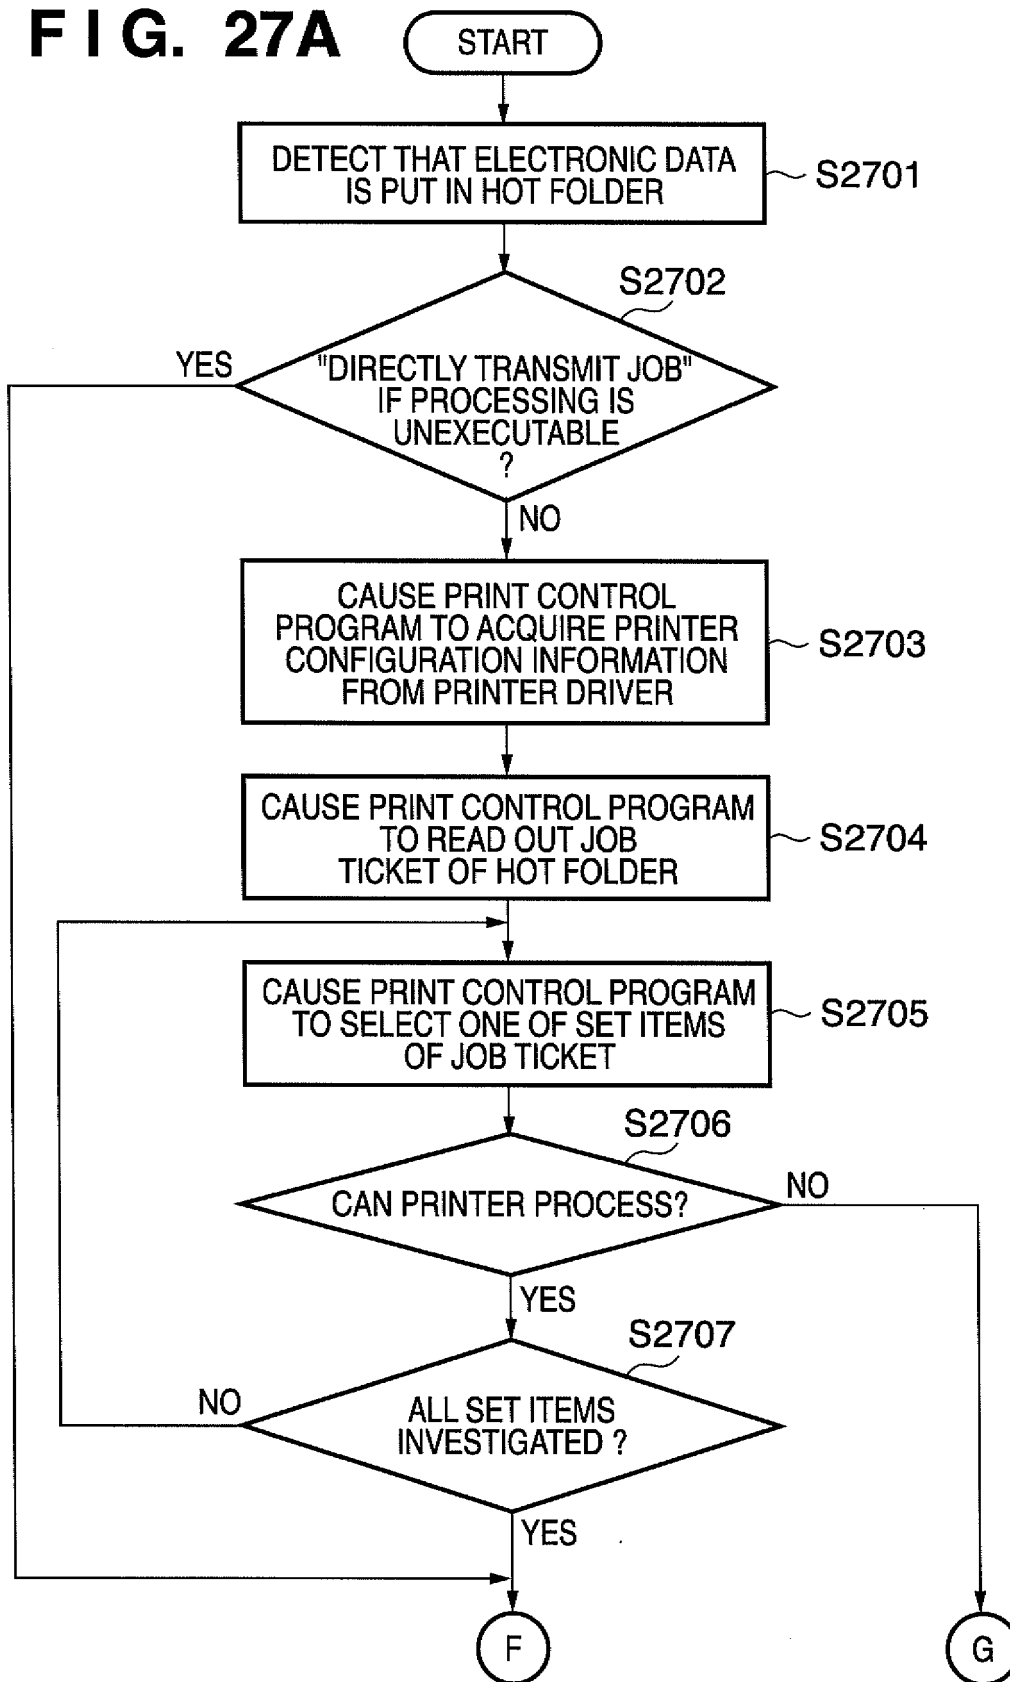 FIG. 27A
START
DETECT THAT ELECTRONIC DATA
IS PUT IN HOT FOLDER
S2701
S2702
YES
"DIRECTLY TRANSMIT JOB"
IF PROCESSING IS
UNEXECUTABLE
?
NO
CAUSE PRINT CONTROL
PROGRAM TO ACQUIRE PRINTER
CONFIGURATION INFORMATION
FROM PRINTER DRIVER
S2703
CAUSE PRINT CONTROL PROGRAM
TO READ OUT JOB
TICKET OF HOT FOLDER
S2704
CAUSE PRINT CONTROL PROGRAM
TO SELECT ONE OF SET ITEMS
OF JOB TICKET
S2705
S2706
CAN PRINTER PROCESS?
NO
YES
S2707
NO
ALL SET ITEMS
INVESTIGATED ?
YES
F
G